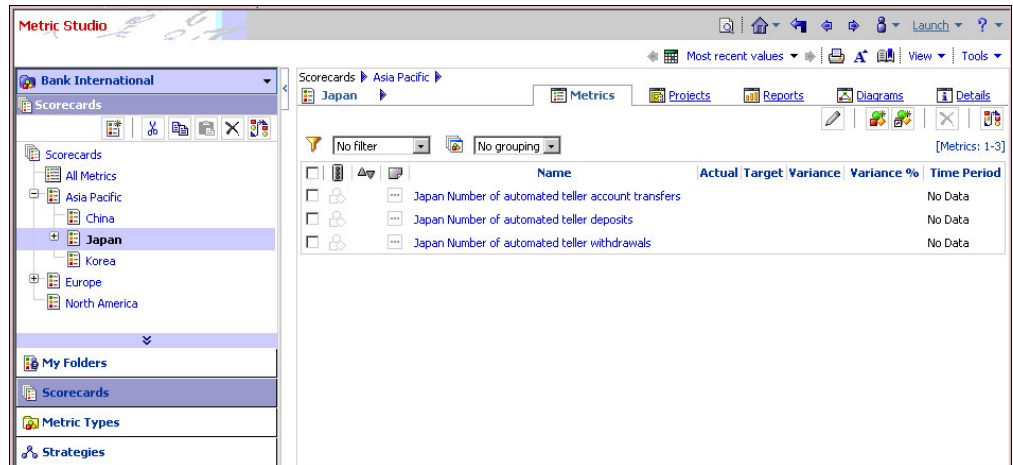 Metric Studio
Launch ?
Most recent values View Tools
Bank International
Scorecards
Scorecards
All Metrics
Asia Pacific
China
Japan
Korea
Europe
North America
My Folders
Scorecards
Metric Types
Strategies
Scorecards Asia Pacific
Japan Metrics Projects Reports Diagrams Details
No filter No grouping [Metrics: 1-3]
Name Actual Target Variance Variance % Time Period
Japan Number of automated teller account transfers No Data
Japan Number of automated teller deposits No Data
Japan Number of automated teller withdrawals No Data